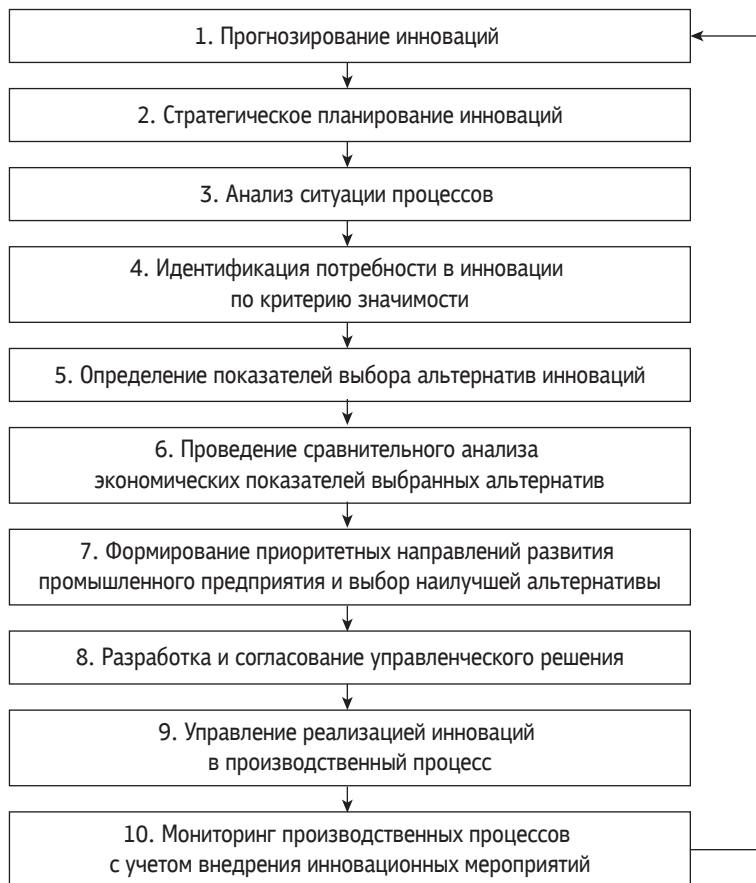 1. Прогнозирование инноваций
2. Стратегическое планирование инноваций
3. Анализ ситуации процессов
4. Идентификация потребности в инновации
по критерию значимости
5. Определение показателей выбора альтернатив инноваций
6. Проведение сравнительного анализа
экономических показателей выбранных альтернатив
7. Формирование приоритетных направлений развития
промышленного предприятия и выбор наилучшей альтернативы
8. Разработка и согласование управленческого решения
9. Управление реализацией инноваций
в производственный процесс
10. Мониторинг производственных процессов
с учетом внедрения инновационных мероприятий